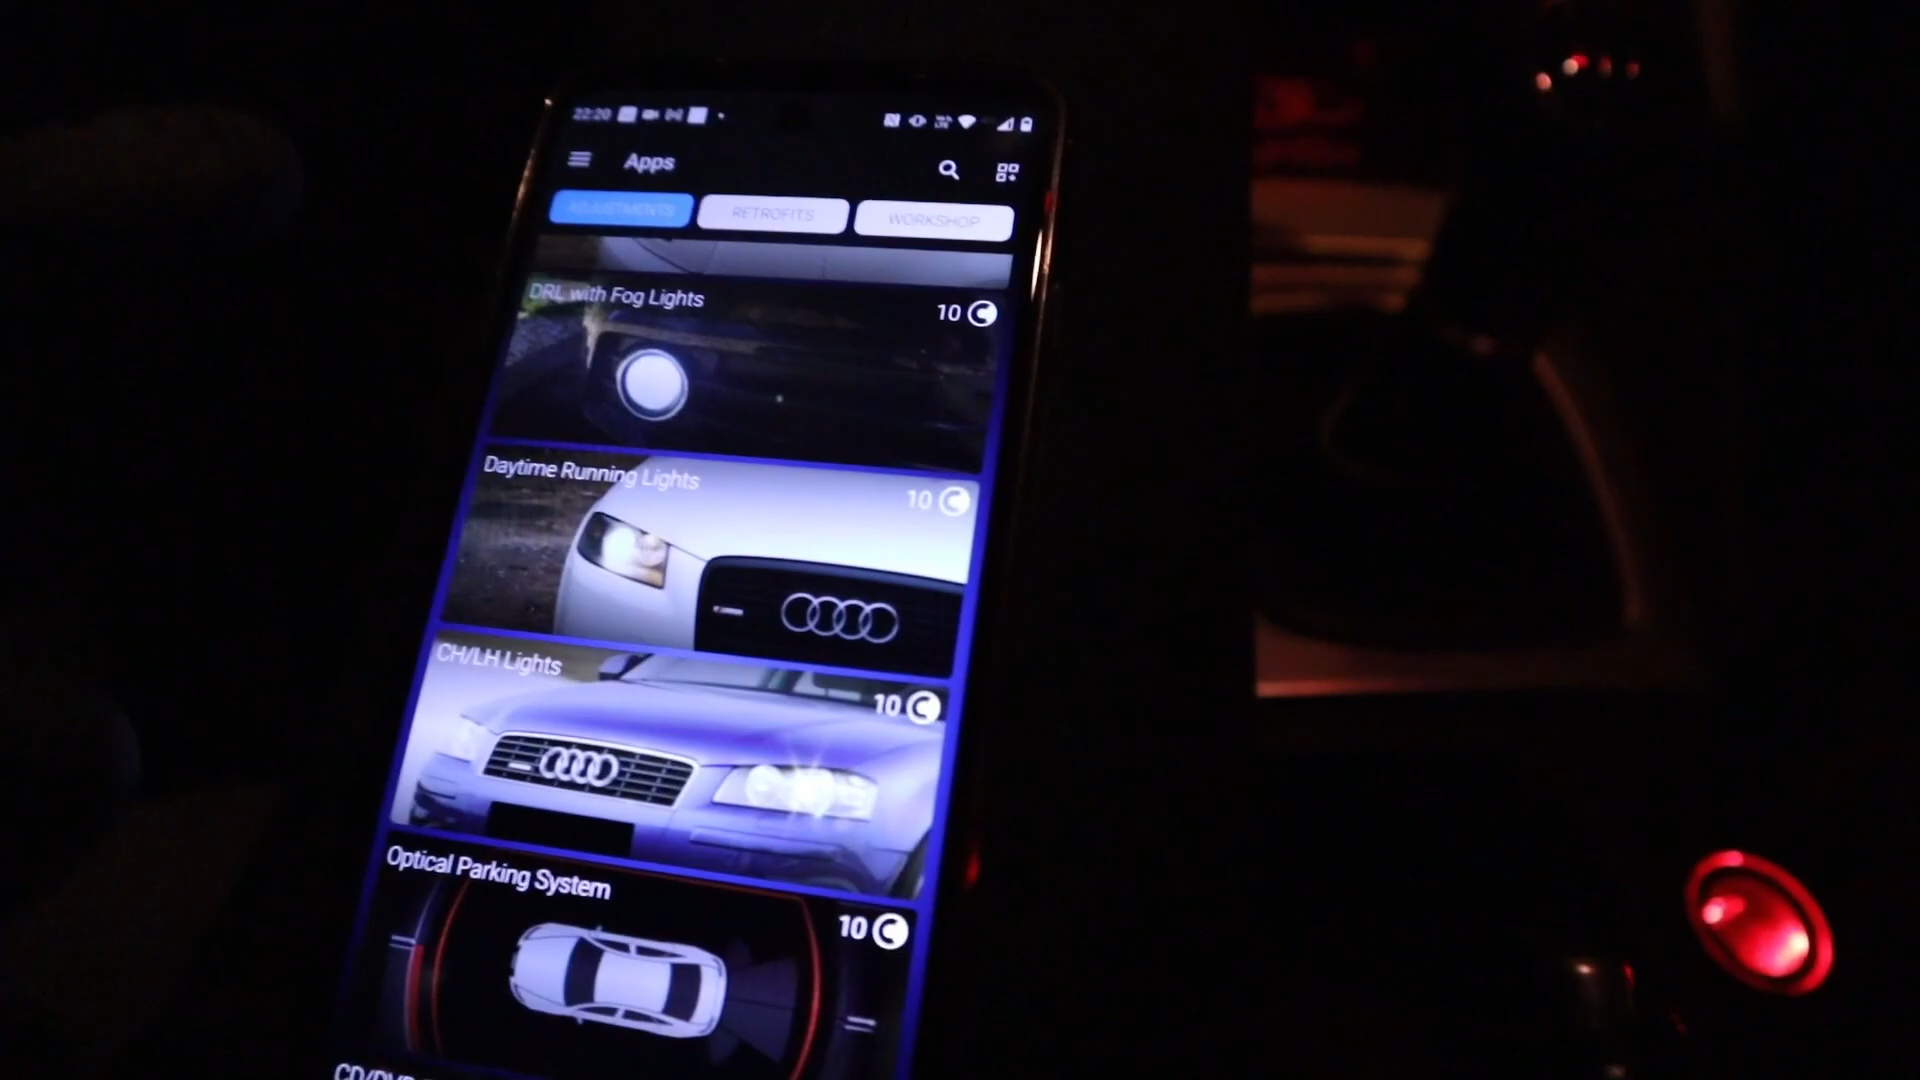 22:20
Apps
ADJUSTMENTS RETROFITS WORKSHOP
DRL with Fog Lights
10
Daytime Running Lights
10
CH/LH Lights
10
Optical Parking System
10